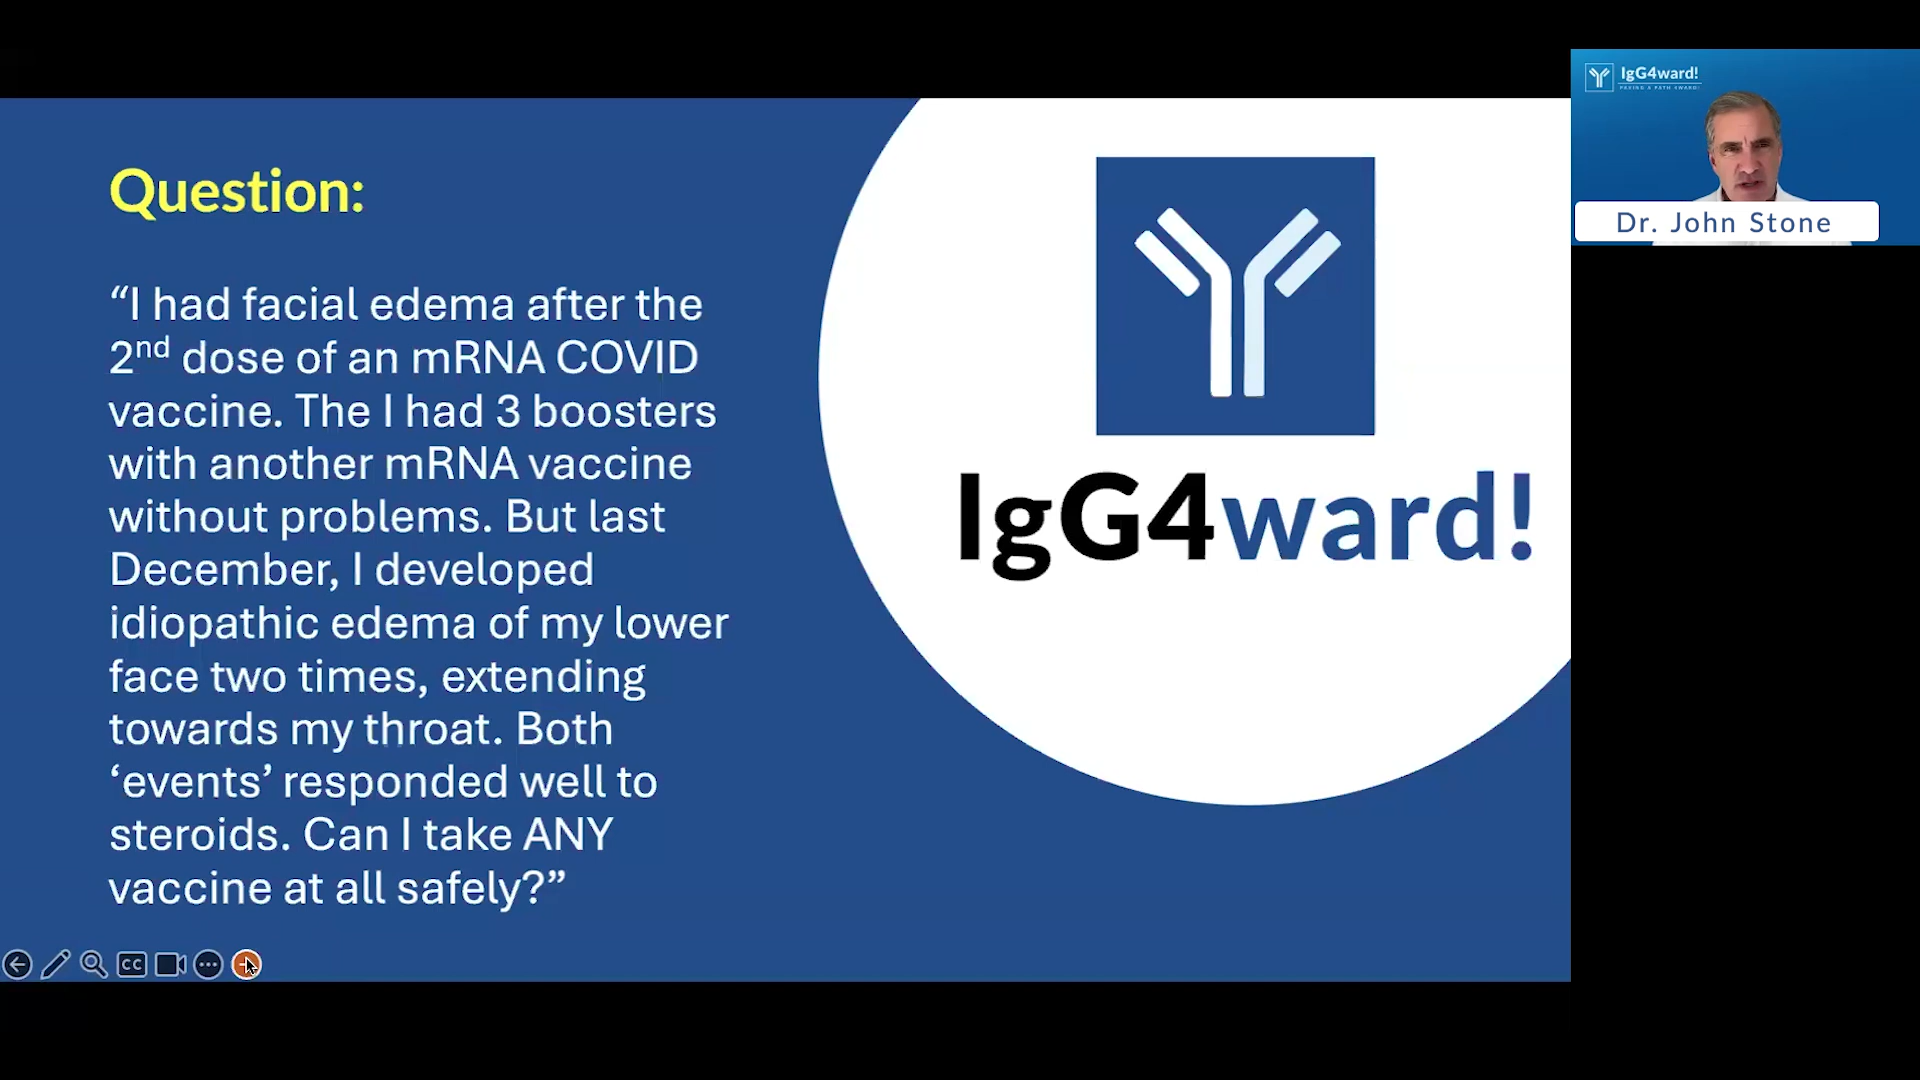 Question:
“I had facial edema after the
2nd dose of an mRNA COVID
vaccine. The I had 3 boosters
with another mRNA vaccine
without problems. But last
December, I developed
idiopathic edema of my lower
face two times, extending
towards my throat. Both
‘events’ responded well to
steroids. Can I take ANY
vaccine at all safely?”
IgG4ward!
IgG4ward!
Dr. John Stone
CC